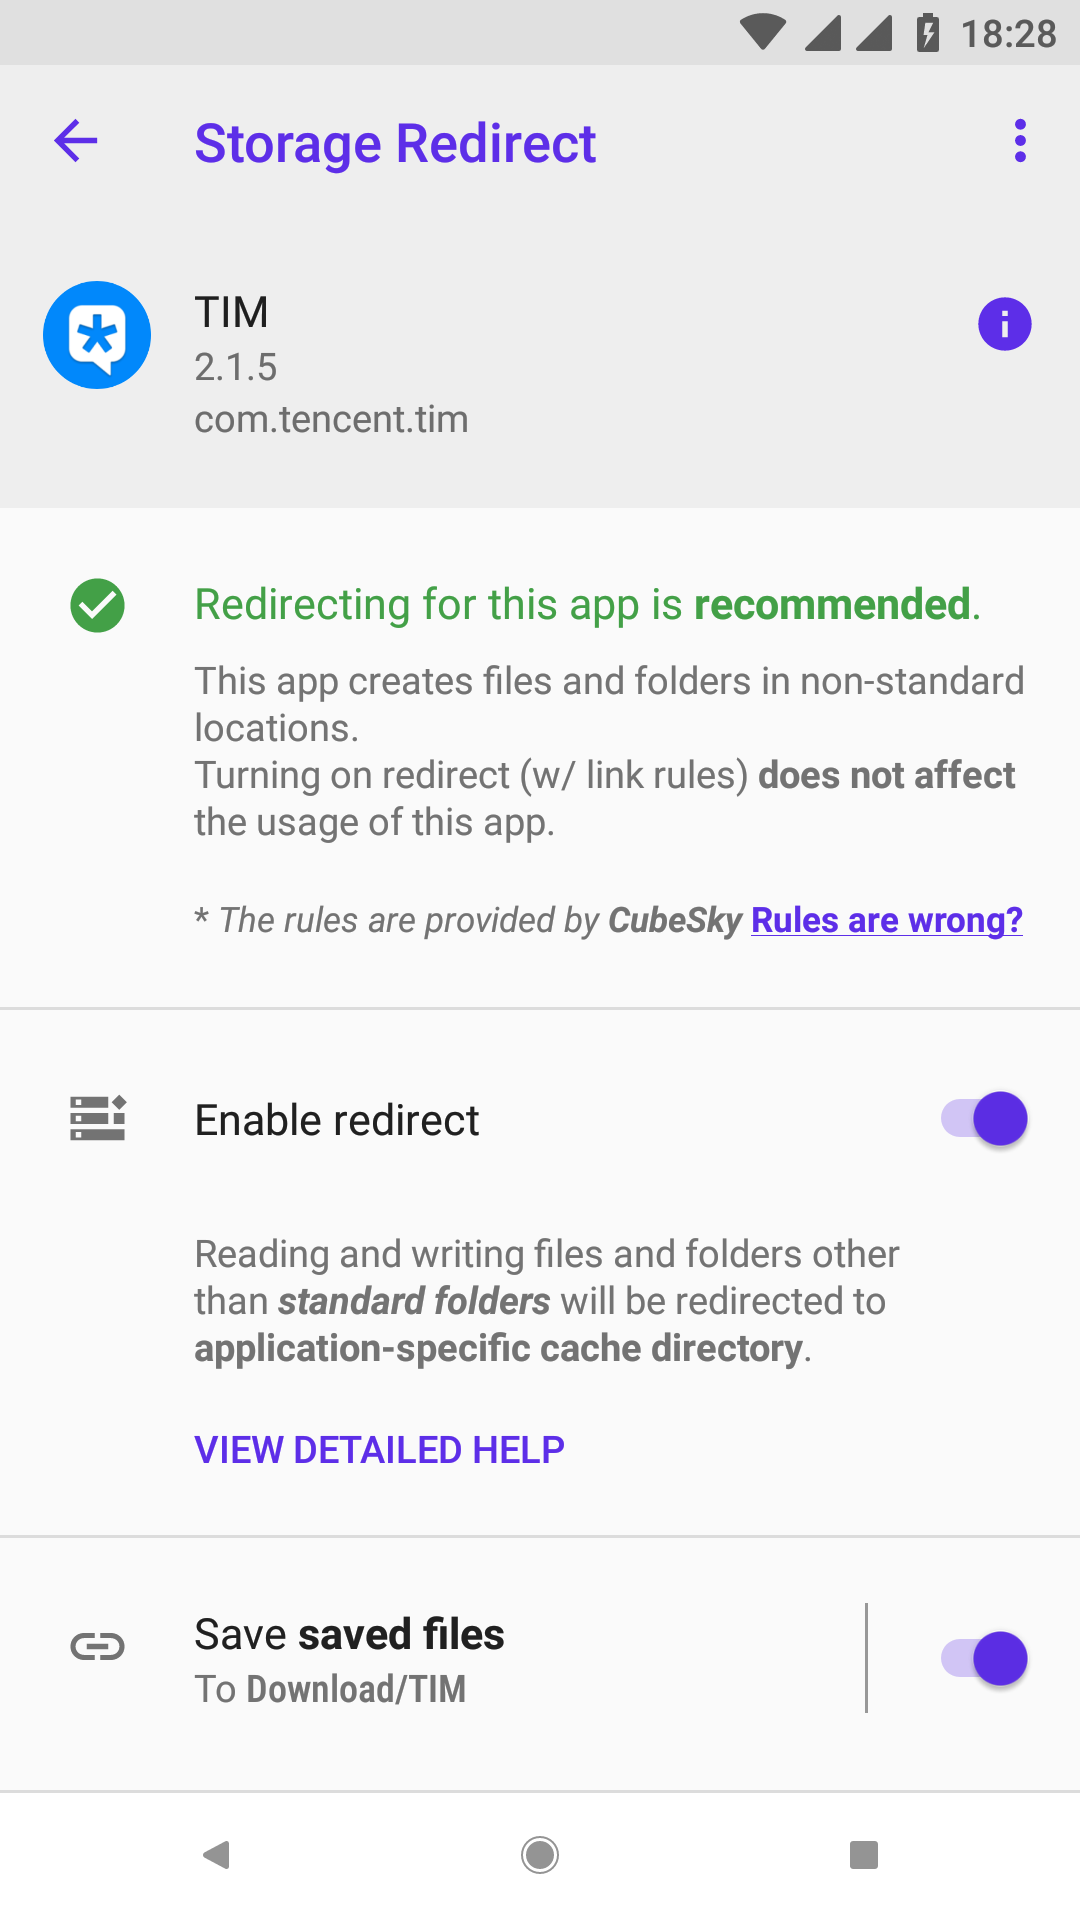 18:28
Storage Redirect
TIM
2.1.5
com.tencent.tim
Redirecting for this app is recommended.
This app creates files and folders in non-standard
locations.
Turning on redirect (w/ link rules) does not affect
the usage of this app.
* The rules are provided by CubeSky Rules are wrong?
Enable redirect
Reading and writing files and folders other
than standard folders will be redirected to
application-specific cache directory.
VIEW DETAILED HELP
Save saved files
To Download/TIM